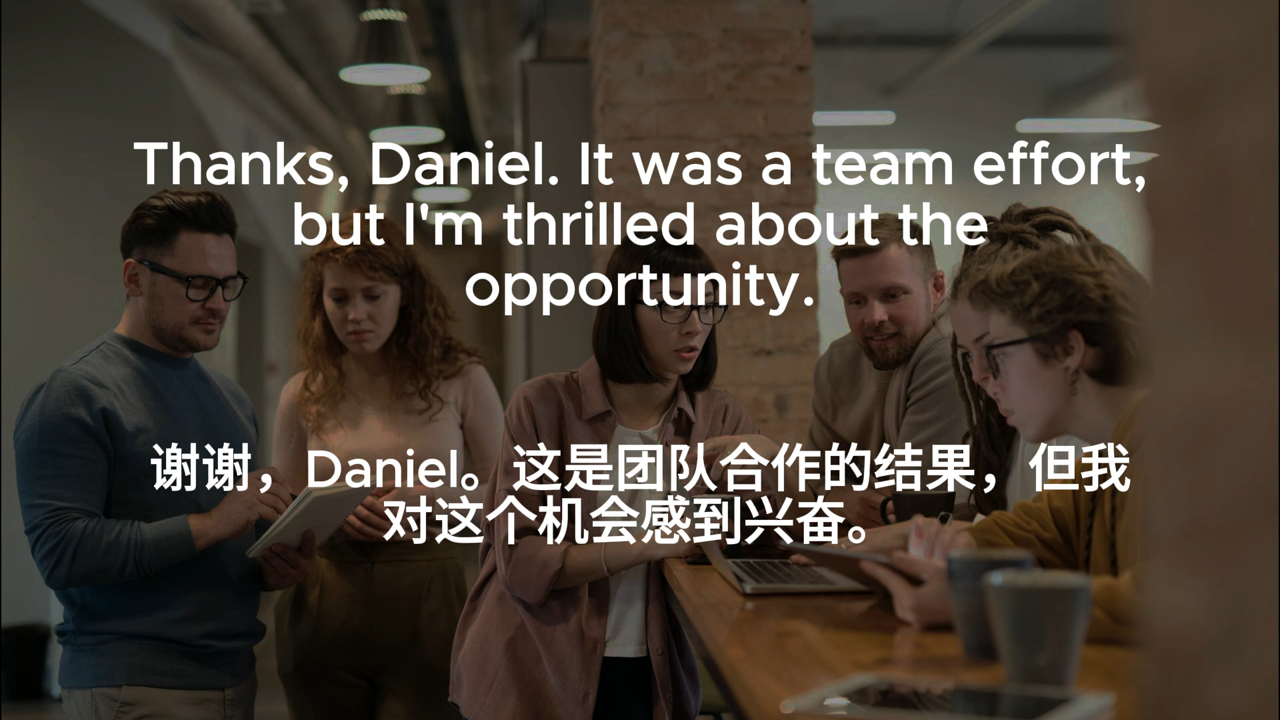 Thanks, Daniel. It was a team effort,
but I'm thrilled about the
opportunity.
谢谢，Daniel。这是团队合作的结果，但我
对这个机会感到兴奋。